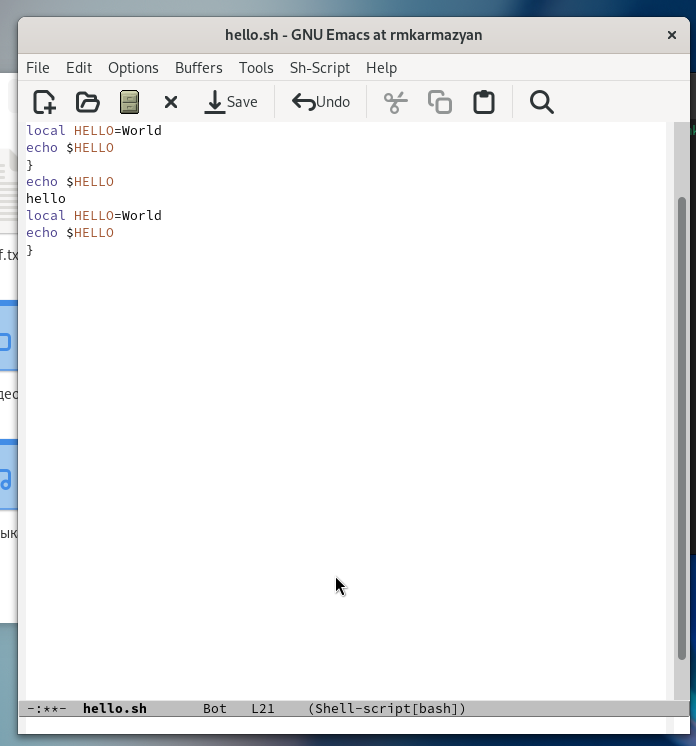 hello.sh - GNU Emacs at rmkarmazyan
File Edit Options Buffers Tools Sh-Script Help
Save Undo
local HELLO=World
echo $HELLO
}
echo $HELLO
hello
local HELLO=World
echo $HELLO
}
f.tx
део
ык
-:**- hello.sh Bot L21 (Shell-script[bash])